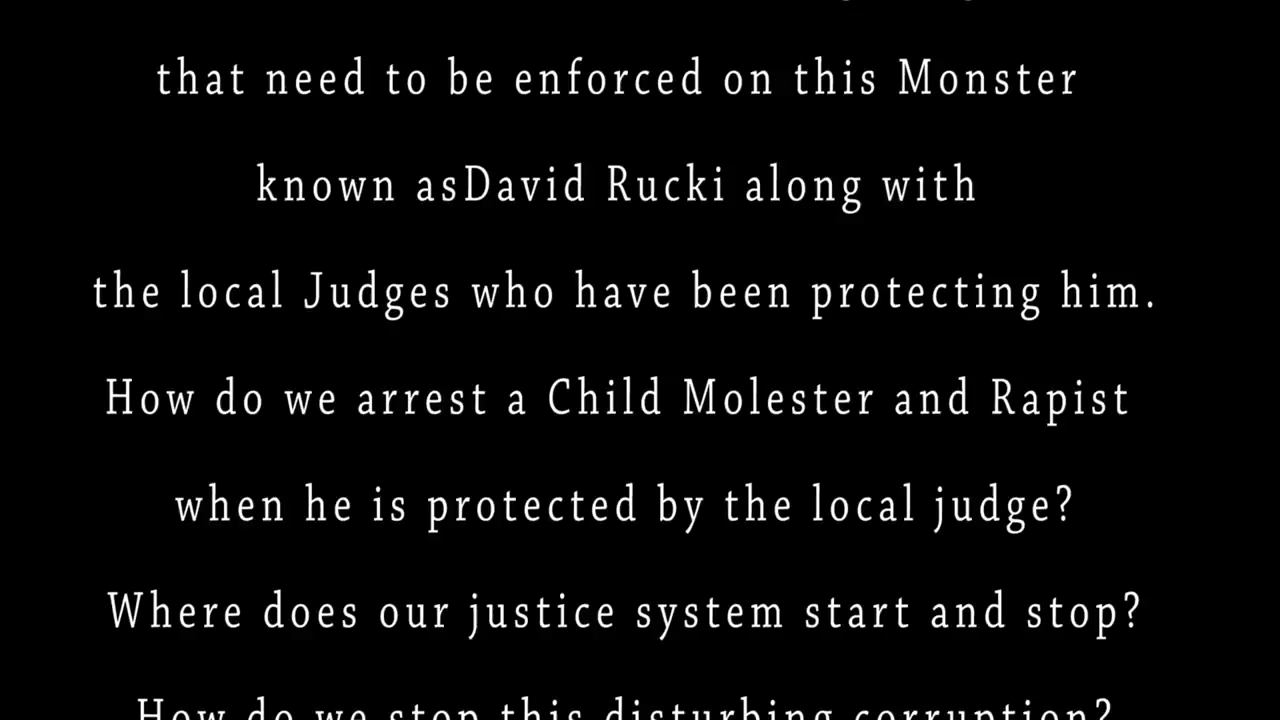 that need to be enforced on this Monster
known asDavid Rucki along with
the local Judges who have been protecting him.
How do we arrest a Child Molester and Rapist
when he is protected by the local judge?
Where does our justice system start and stop?
How do we stop this disturbing corruption?